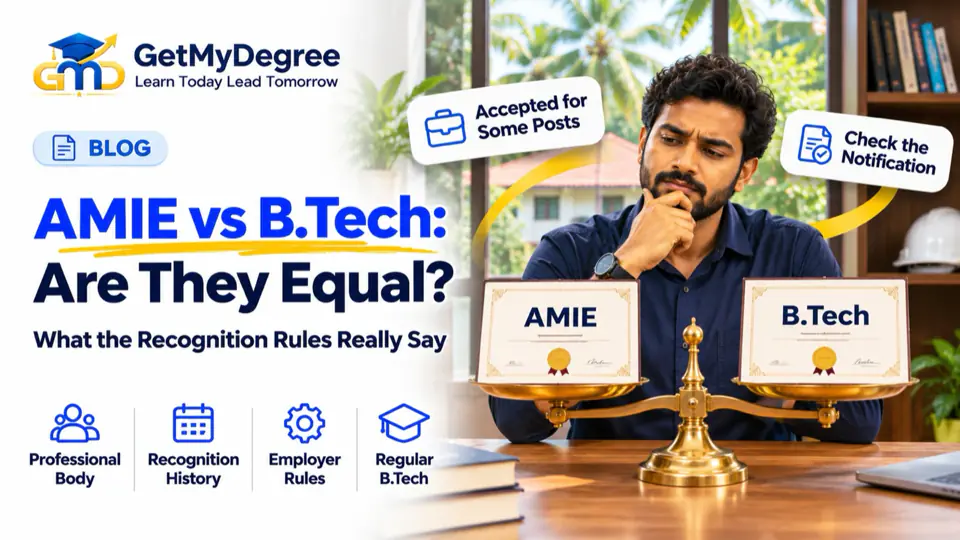 GMD
GetMyDegree
Learn Today Lead Tomorrow
BLOG
AMIE vs B.Tech:
Are They Equal?
What the Recognition Rules Really Say
Professional
Body
Recognition
History
Employer
Rules
Regular
B.Tech
Accepted for
Some Posts
Check the
Notification
AMIE
B.Tech